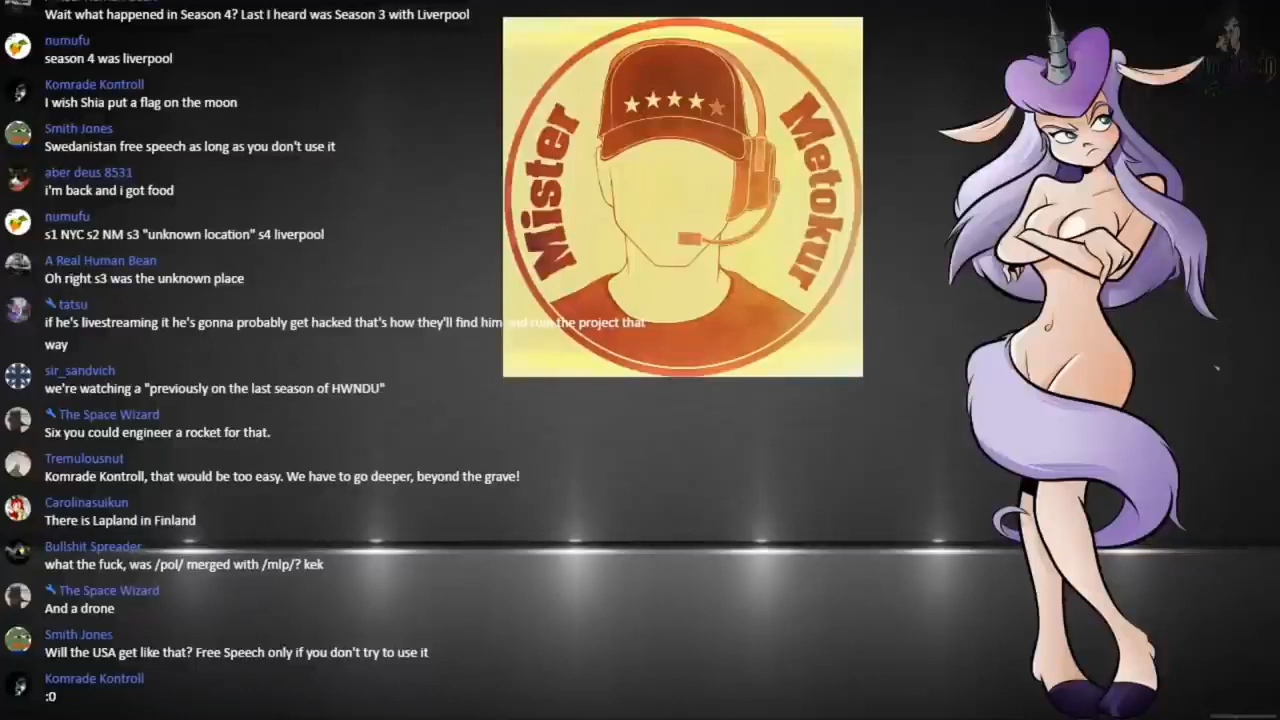 Wait what happened in Season 4? Last I heard was Season 3 with Liverpool
numufu
season 4 was liverpool
Komrade Kontroll
I wish Shia put a flag on the moon
Smith Jones
Swedanistan free speech as long as you don't use it
aber deus 8531
i'm back and i got food
numufu
s1 NYC s2 NM s3 "unknown location" s4 liverpool
A Real Human Bean
Oh right s3 was the unknown place
tatsu
if he's livestreaming it he's gonna probably get hacked that's how they'll find him and ruin the project that
way
sir_sandvich
we're watching a "previously on the last season of HWNDU"
The Space Wizard
Six you could engineer a rocket for that.
Tremulousnut
Komrade Kontroll, that would be too easy. We have to go deeper, beyond the grave!
Carolinasuikun
There is Lapland in Finland
Bullshit Spreader
what the fuck, was /pol/ merged with /mlp/? kek
The Space Wizard
And a drone
Smith Jones
Will the USA get like that? Free Speech only if you don't try to use it
Komrade Kontroll
:0
Mister
Metokur